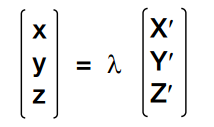 x X′
y = λ Y′
z Z′